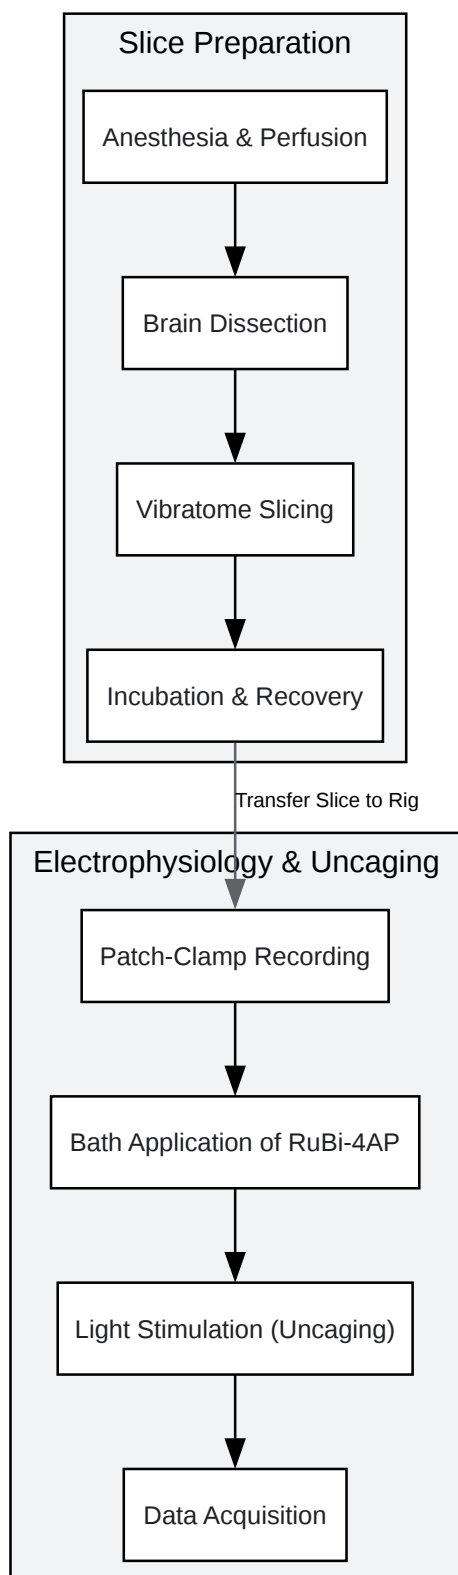 Slice Preparation
Anesthesia & Perfusion
Brain Dissection
Vibratome Slicing
Incubation & Recovery
Transfer Slice to Rig
Electrophysiology & Uncaging
Patch-Clamp Recording
Bath Application of RuBi-4AP
Light Stimulation (Uncaging)
Data Acquisition